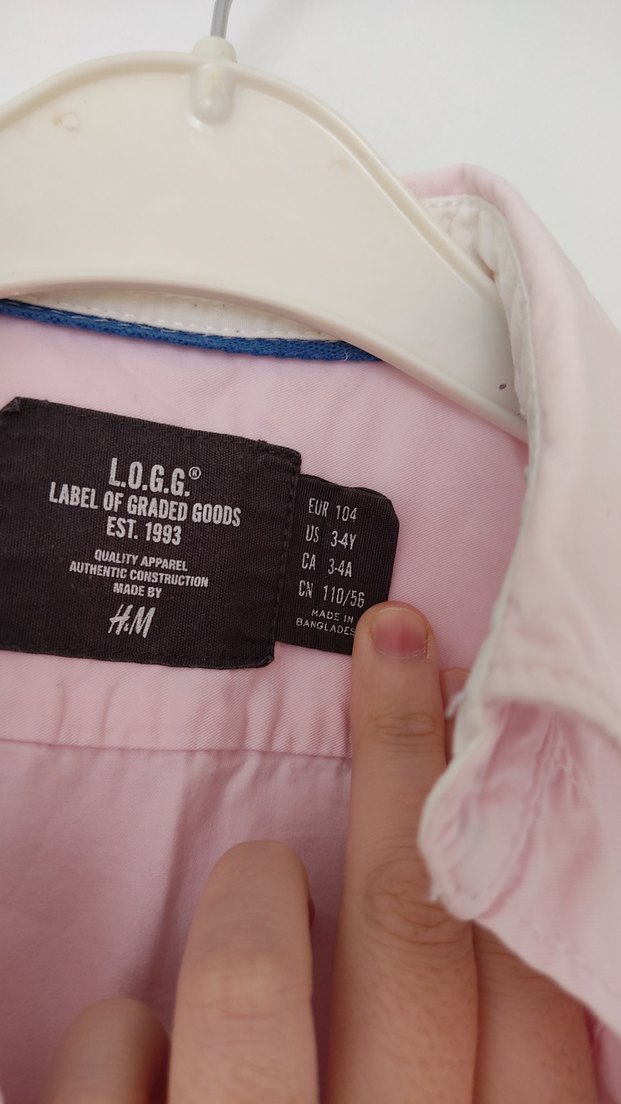 L.O.G.G.®
LABEL OF GRADED GOODS
EST. 1993
QUALITY APPAREL
AUTHENTIC CONSTRUCTION
MADE BY
H&M
EUR 104
US 3-4Y
CA 3-4A
CN 110/56
MADE IN